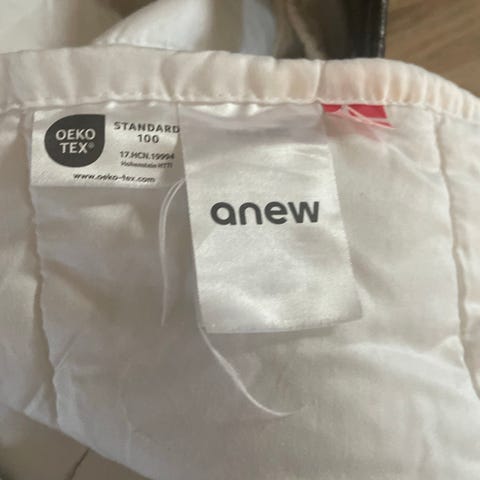 OEKO
TEX®
STANDARD
100
17.HCN.19994
Hohenstein HTTI
www.oeko-tex.com
anew